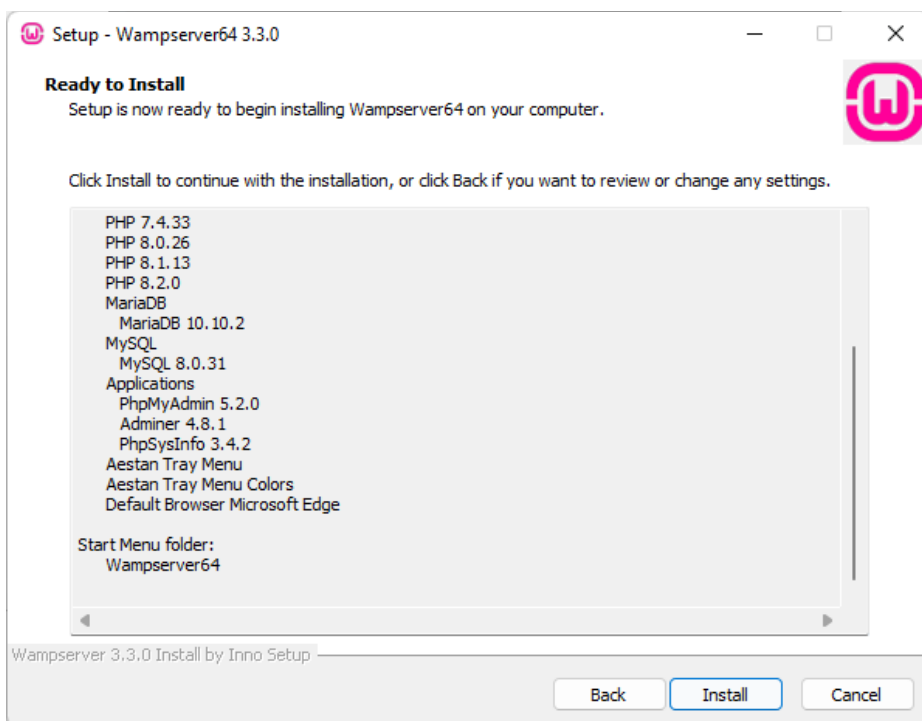 Setup - Wampserver64 3.3.0
Ready to Install
Setup is now ready to begin installing Wampserver64 on your computer.
Click Install to continue with the installation, or click Back if you want to review or change any settings.
PHP 7.4.33
PHP 8.0.26
PHP 8.1.13
PHP 8.2.0
MariaDB
MariaDB 10.10.2
MySQL
MySQL 8.0.31
Applications
PhpMyAdmin 5.2.0
Adminer 4.8.1
PhpSysInfo 3.4.2
Aestan Tray Menu
Aestan Tray Menu Colors
Default Browser Microsoft Edge
Start Menu folder:
Wampserver64
Wampserver 3.3.0 Install by Inno Setup
Back Install Cancel